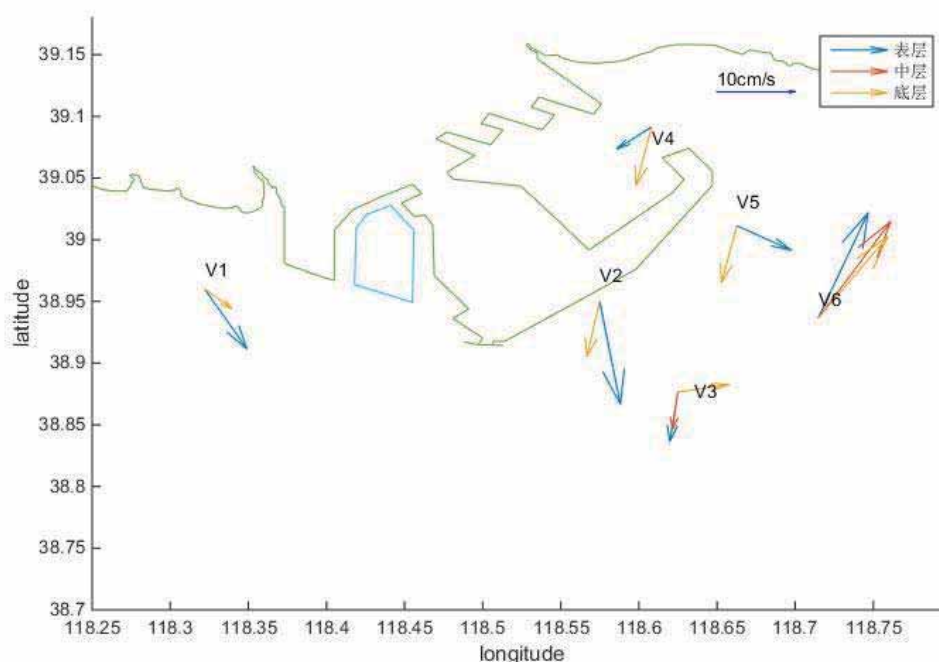 39.15
39.1
39.05
39
38.95
38.9
38.85
38.8
38.75
38.7
latitude
118.25 118.3 118.35 118.4 118.45 118.5 118.55 118.6 118.65 118.7 118.75
longitude
表层
中层
底层
10cm/s
V4
V5
V1
V2
V6
V3